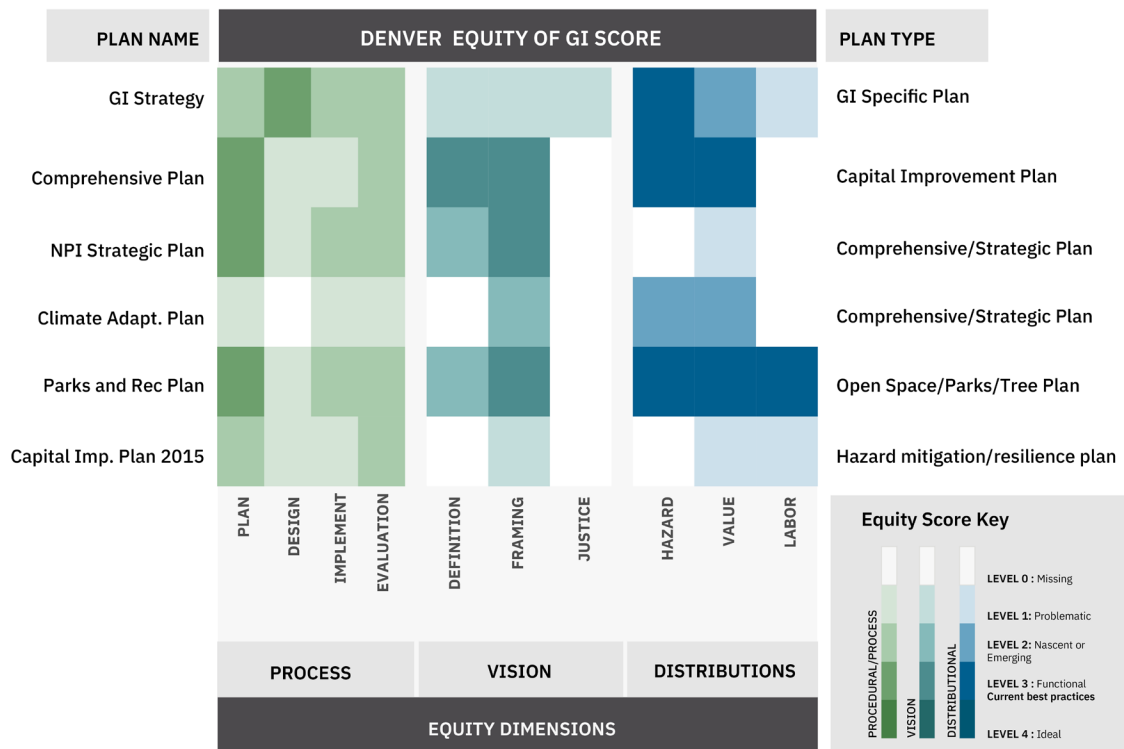 PLAN NAME
DENVER EQUITY OF GI SCORE
PLAN TYPE
GI Strategy
GI Specific Plan
Comprehensive Plan
Capital Improvement Plan
NPI Strategic Plan
Comprehensive/Strategic Plan
Climate Adapt. Plan
Comprehensive/Strategic Plan
Parks and Rec Plan
Open Space/Parks/Tree Plan
Capital Imp. Plan 2015
Hazard mitigation/resilience plan
PLAN
DESIGN
IMPLEMENT
EVALUATION
DEFINITION
FRAMING
JUSTICE
HAZARD
VALUE
LABOR
PROCESS
VISION
DISTRIBUTIONS
EQUITY DIMENSIONS
Equity Score Key
PROCEDURAL/PROCESS
VISION
DISTRIBUTIONAL
LEVEL 0 : Missing
LEVEL 1: Problematic
LEVEL 2: Nascent or
Emerging
LEVEL 3 : Functional
Current best practices
LEVEL 4 : Ideal